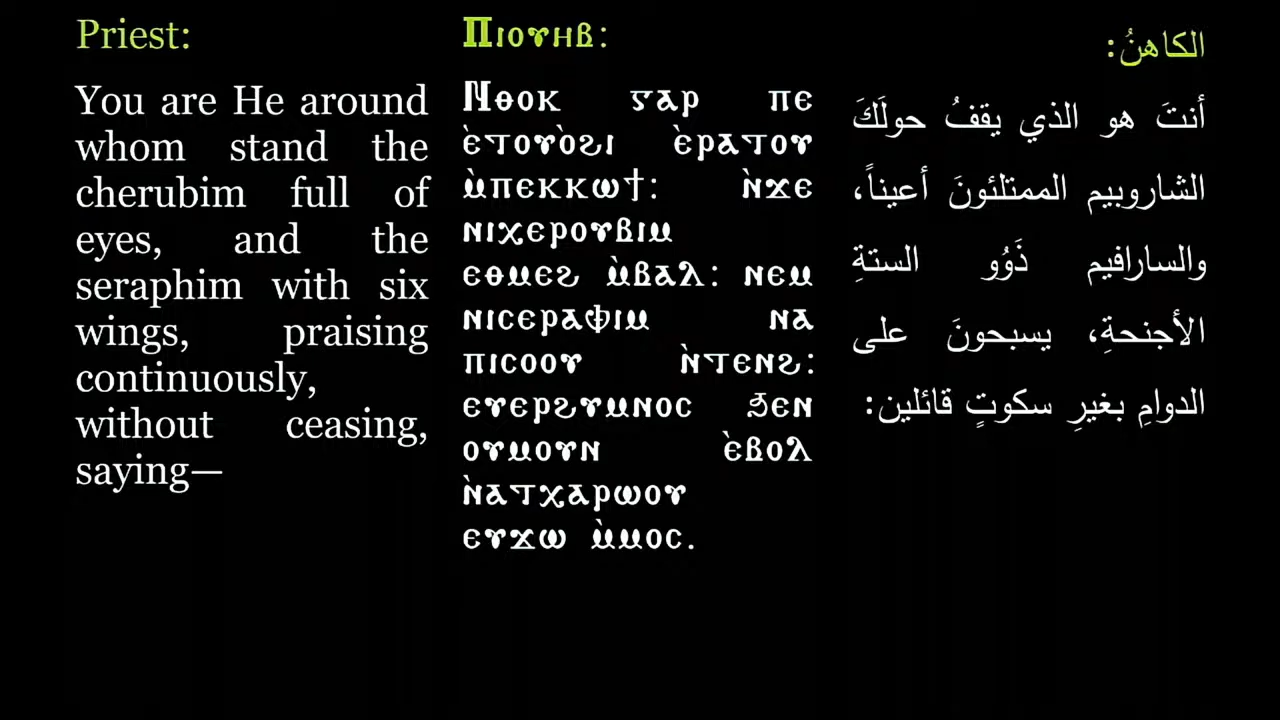 Priest:
You are He around
whom stand the
cherubim full of
eyes, and the
seraphim with six
wings, praising
continuously,
without ceasing,
saying—
Ⲡⲓⲟⲩⲏⲃ:
Ⲛⲑⲟⲕ ⲅⲁⲣ ⲡⲉ
ⲉ̀ⲧⲟⲩⲟ̀ϩⲓ ⲉ̀ⲣⲁⲧⲟⲩ
ⲙ̀ⲡⲉⲕⲕⲱϯ: ⲛ̀ϫⲉ
ⲛⲓⲭⲉⲣⲟⲩⲃⲓⲙ
ⲉⲑⲙⲉϩ ⲙ̀ⲃⲁⲗ: ⲛⲉⲙ
ⲛⲓⲥⲉⲣⲁⲫⲓⲙ ⲛⲁ
ⲡⲓⲥⲟⲟⲩ ⲛ̀ⲧⲉⲛϩ:
ⲉⲩⲉⲣϩⲩⲙⲛⲟⲥ ϧⲉⲛ
ⲟⲩⲙⲟⲩⲛ ⲉ̀ⲃⲟⲗ
ⲛ̀ⲁⲧⲭⲁⲣⲱⲟⲩ
ⲉⲩϫⲱ ⲙ̀ⲙⲟⲥ.
الكاهنُ:
أنتَ هو الذي يقفُ حولَكَ
الشاروبيم الممتلئونَ أعيناً،
والسارافيم ذَوُو الستةِ
الأجنحةِ، يسبحونَ على
الدوامِ بغيرِ سكوتٍ قائلين: